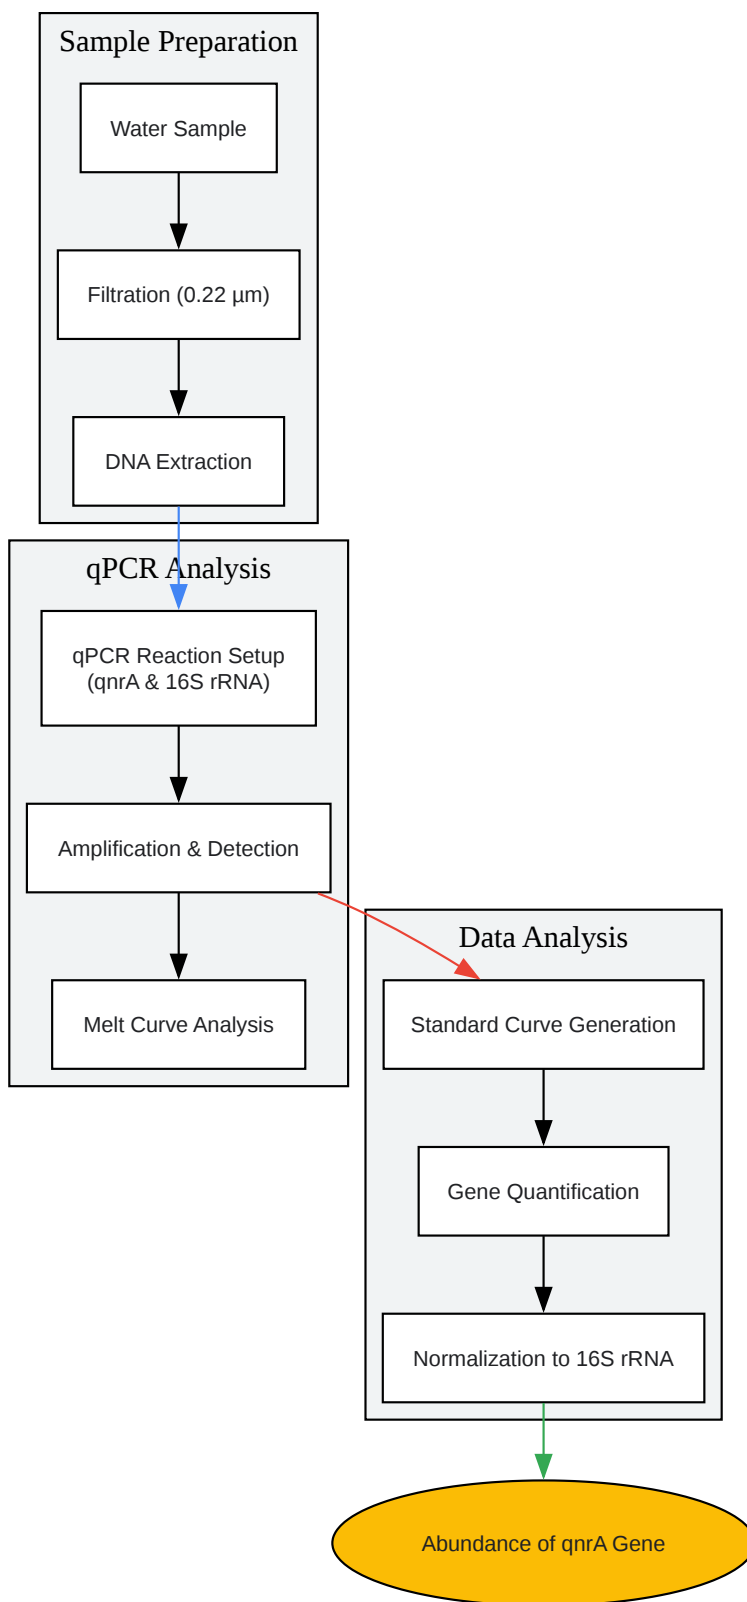 Sample Preparation
Water Sample
Filtration (0.22 µm)
DNA Extraction
qPCR Analysis
qPCR Reaction Setup
(qnrA & 16S rRNA)
Amplification & Detection
Melt Curve Analysis
Data Analysis
Standard Curve Generation
Gene Quantification
Normalization to 16S rRNA
Abundance of qnrA Gene